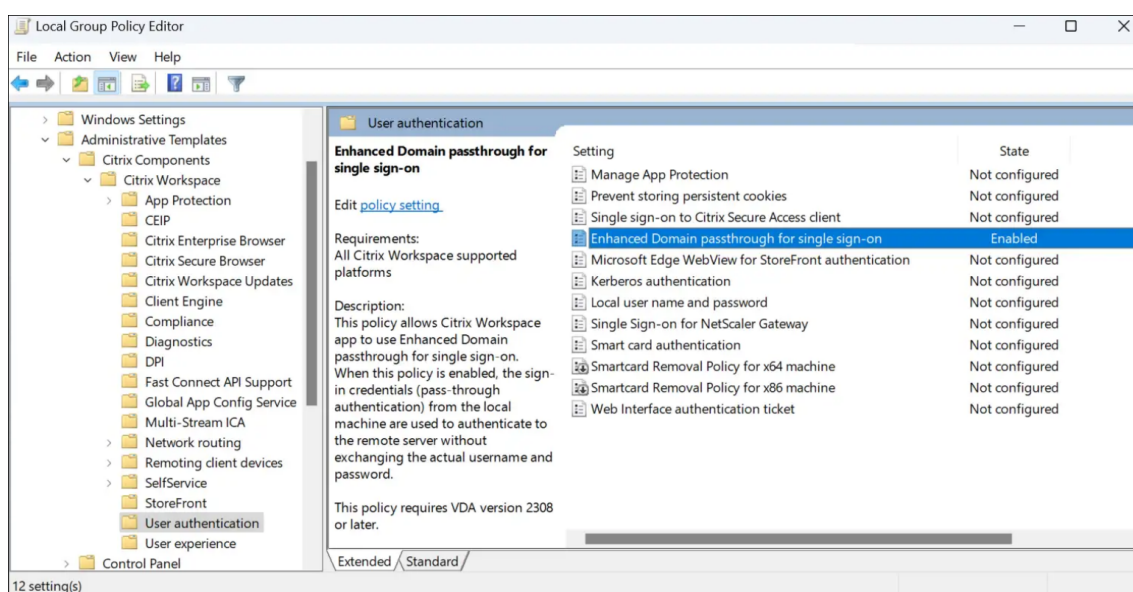 Local Group Policy Editor
File Action View Help
Windows Settings
Administrative Templates
Citrix Components
Citrix Workspace
App Protection
CEIP
Citrix Enterprise Browser
Citrix Secure Browser
Citrix Workspace Updates
Client Engine
Compliance
Diagnostics
DPI
Fast Connect API Support
Global App Config Service
Multi-Stream ICA
Network routing
Remoting client devices
SelfService
StoreFront
User authentication
User experience
Control Panel
User authentication
Enhanced Domain passthrough for
single sign-on
Edit policy setting
Requirements:
All Citrix Workspace supported
platforms
Description:
This policy allows Citrix Workspace
app to use Enhanced Domain
passthrough for single sign-on.
When this policy is enabled, the sign-
in credentials (pass-through
authentication) from the local
machine are used to authenticate to
the remote server without
exchanging the actual username and
password.
This policy requires VDA version 2308
or later.
Setting State
Manage App Protection Not configured
Prevent storing persistent cookies Not configured
Single sign-on to Citrix Secure Access client Not configured
Enhanced Domain passthrough for single sign-on Enabled
Microsoft Edge WebView for StoreFront authentication Not configured
Kerberos authentication Not configured
Local user name and password Not configured
Single Sign-on for NetScaler Gateway Not configured
Smart card authentication Not configured
Smartcard Removal Policy for x64 machine Not configured
Smartcard Removal Policy for x86 machine Not configured
Web Interface authentication ticket Not configured
Extended Standard
12 setting(s)